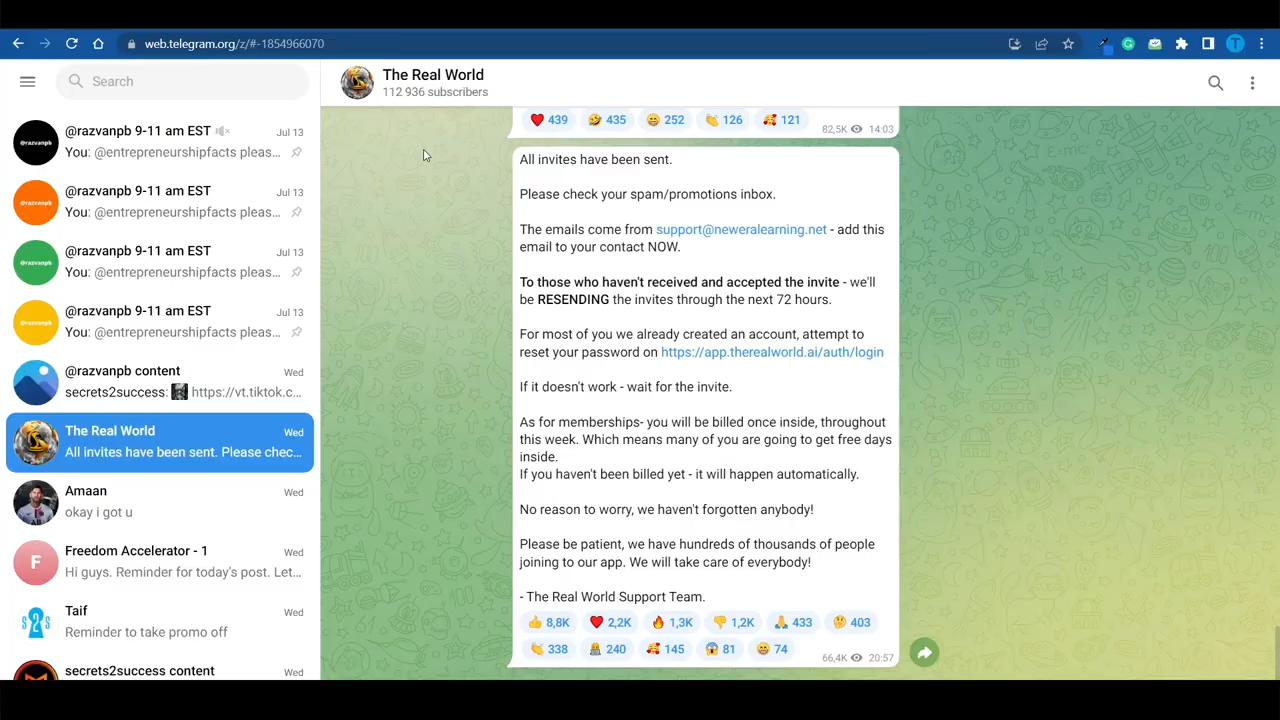 web.telegram.org/z/#-1854966070
T
Search
@razvanpb 9-11 am EST Jul 13
You: @entrepreneurshipfacts pleas...
@razvanpb 9-11 am EST Jul 13
You: @entrepreneurshipfacts pleas...
@razvanpb 9-11 am EST Jul 13
You: @entrepreneurshipfacts pleas...
@razvanpb 9-11 am EST Jul 13
You: @entrepreneurshipfacts pleas...
@razvanpb content Wed
secrets2success: https://vt.tiktok.c...
The Real World Wed
All invites have been sent. Please chec...
Amaan Wed
okay i got u
F
Freedom Accelerator - 1 Wed
Hi guys. Reminder for today's post. Let...
S2S
Taif Wed
Reminder to take promo off
secrets2success content Wed
The Real World
112 936 subscribers
439 435 252 126 121
82,5K 14:03
All invites have been sent.
Please check your spam/promotions inbox.
The emails come from support@neweralearning.net - add this
email to your contact NOW.
To those who haven't received and accepted the invite - we'll
be RESENDING the invites through the next 72 hours.
For most of you we already created an account, attempt to
reset your password on https://app.therealworld.ai/auth/login
If it doesn't work - wait for the invite.
As for memberships- you will be billed once inside, throughout
this week. Which means many of you are going to get free days
inside.
If you haven't been billed yet - it will happen automatically.
No reason to worry, we haven't forgotten anybody!
Please be patient, we have hundreds of thousands of people
joining to our app. We will take care of everybody!
- The Real World Support Team.
8,8K 2,2K 1,3K 1,2K 433 403
338 240 145 81 74
66,4K 20:57